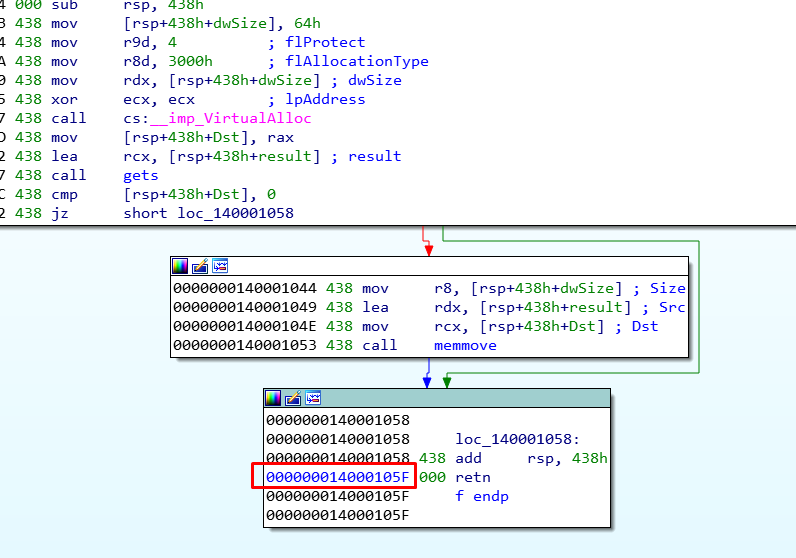 4 000 sub rsp, 438h
3 438 mov [rsp+438h+dwSize], 64h
4 438 mov r9d, 4 ; flProtect
A 438 mov r8d, 3000h ; flAllocationType
0 438 mov rdx, [rsp+438h+dwSize] ; dwSize
5 438 xor ecx, ecx ; lpAddress
7 438 call cs:__imp_VirtualAlloc
D 438 mov [rsp+438h+Dst], rax
2 438 lea rcx, [rsp+438h+result] ; result
7 438 call gets
C 438 cmp [rsp+438h+Dst], 0
2 438 jz short loc_140001058
0000000140001044 438 mov r8, [rsp+438h+dwSize] ; Size
0000000140001049 438 lea rdx, [rsp+438h+result] ; Src
000000014000104E 438 mov rcx, [rsp+438h+Dst] ; Dst
0000000140001053 438 call memmove
0000000140001058
0000000140001058 loc_140001058:
0000000140001058 438 add rsp, 438h
000000014000105F 000 retn
000000014000105F f endp
000000014000105F